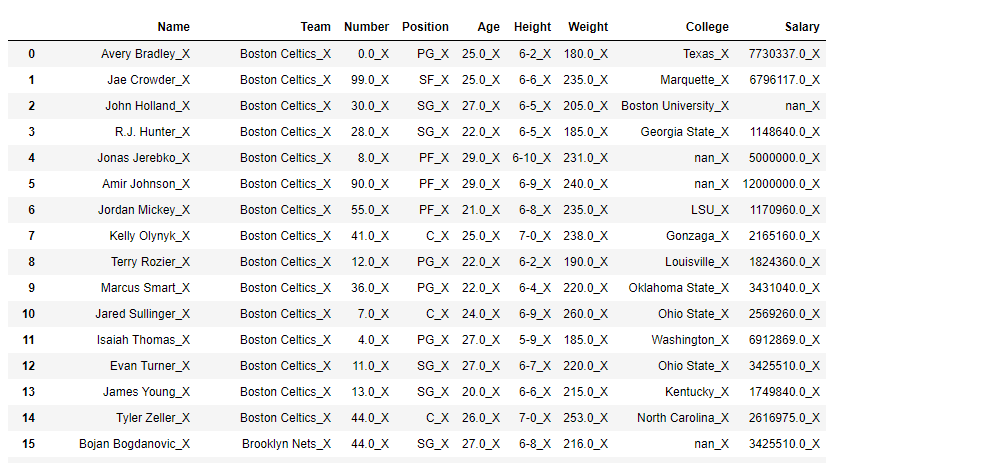 Name Team Number Position Age Height Weight College Salary
0 Avery Bradley_X Boston Celtics_X 0.0_X PG_X 25.0_X 6-2_X 180.0_X Texas_X 7730337.0_X
1 Jae Crowder_X Boston Celtics_X 99.0_X SF_X 25.0_X 6-6_X 235.0_X Marquette_X 6796117.0_X
2 John Holland_X Boston Celtics_X 30.0_X SG_X 27.0_X 6-5_X 205.0_X Boston University_X nan_X
3 R.J. Hunter_X Boston Celtics_X 28.0_X SG_X 22.0_X 6-5_X 185.0_X Georgia State_X 1148640.0_X
4 Jonas Jerebko_X Boston Celtics_X 8.0_X PF_X 29.0_X 6-10_X 231.0_X nan_X 5000000.0_X
5 Amir Johnson_X Boston Celtics_X 90.0_X PF_X 29.0_X 6-9_X 240.0_X nan_X 12000000.0_X
6 Jordan Mickey_X Boston Celtics_X 55.0_X PF_X 21.0_X 6-8_X 235.0_X LSU_X 1170960.0_X
7 Kelly Olynyk_X Boston Celtics_X 41.0_X C_X 25.0_X 7-0_X 238.0_X Gonzaga_X 2165160.0_X
8 Terry Rozier_X Boston Celtics_X 12.0_X PG_X 22.0_X 6-2_X 190.0_X Louisville_X 1824360.0_X
9 Marcus Smart_X Boston Celtics_X 36.0_X PG_X 22.0_X 6-4_X 220.0_X Oklahoma State_X 3431040.0_X
10 Jared Sullinger_X Boston Celtics_X 7.0_X C_X 24.0_X 6-9_X 260.0_X Ohio State_X 2569260.0_X
11 Isaiah Thomas_X Boston Celtics_X 4.0_X PG_X 27.0_X 5-9_X 185.0_X Washington_X 6912869.0_X
12 Evan Turner_X Boston Celtics_X 11.0_X SG_X 27.0_X 6-7_X 220.0_X Ohio State_X 3425510.0_X
13 James Young_X Boston Celtics_X 13.0_X SG_X 20.0_X 6-6_X 215.0_X Kentucky_X 1749840.0_X
14 Tyler Zeller_X Boston Celtics_X 44.0_X C_X 26.0_X 7-0_X 253.0_X North Carolina_X 2616975.0_X
15 Bojan Bogdanovic_X Brooklyn Nets_X 44.0_X SG_X 27.0_X 6-8_X 216.0_X nan_X 3425510.0_X